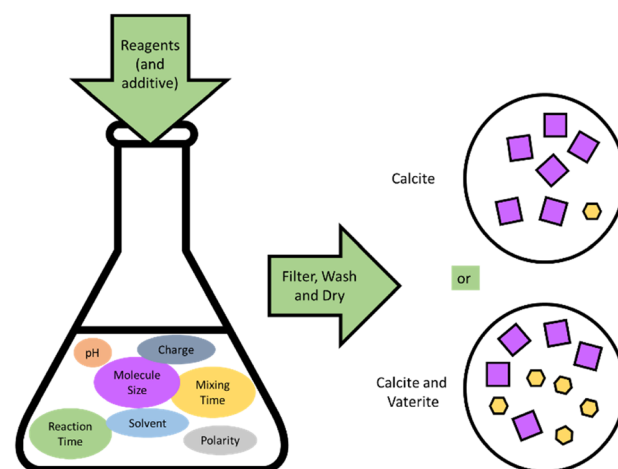 Reagents
(and
additive)
Calcite
Filter, Wash
and Dry
or
pH
Charge
Molecule
Size
Mixing
Time
Calcite and
Vaterite
Reaction
Time
Solvent
Polarity